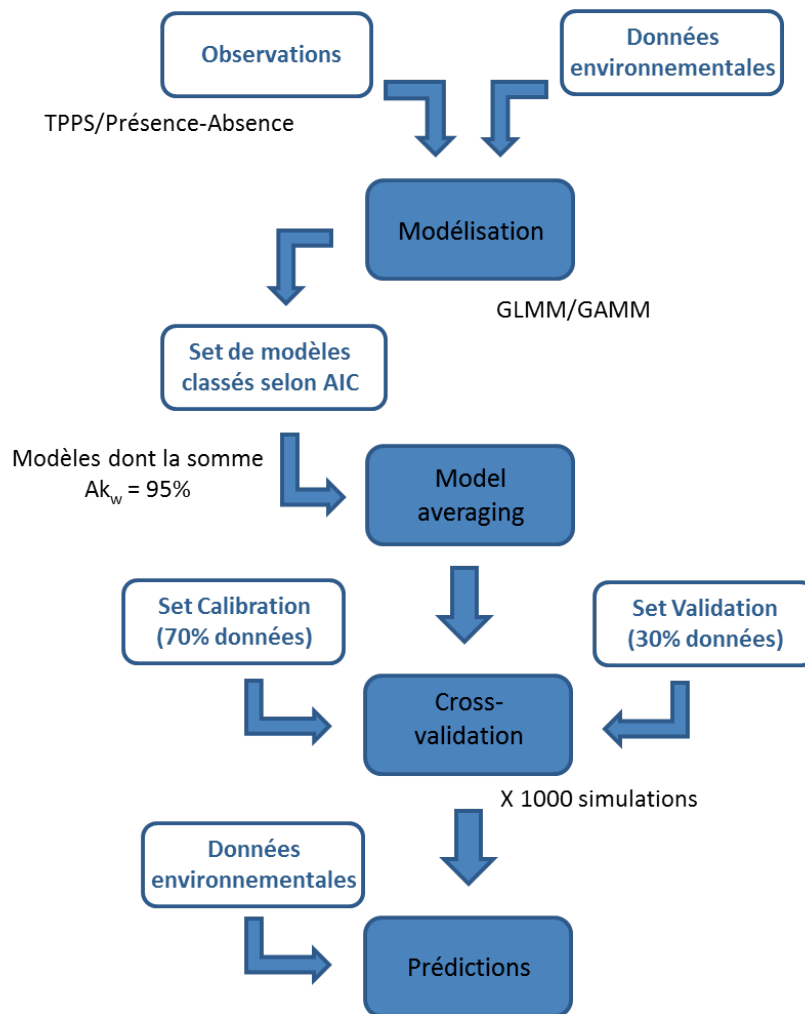 Observations
Données
environnementales
TPPS/Présence-Absence
Modélisation
GLMM/GAMM
Set de modèles
classés selon AIC
Modèles dont la somme
Akw = 95%
Model
averaging
Set Calibration
(70% données)
Set Validation
(30% données)
Cross-
validation
X 1000 simulations
Données
environnementales
Prédictions